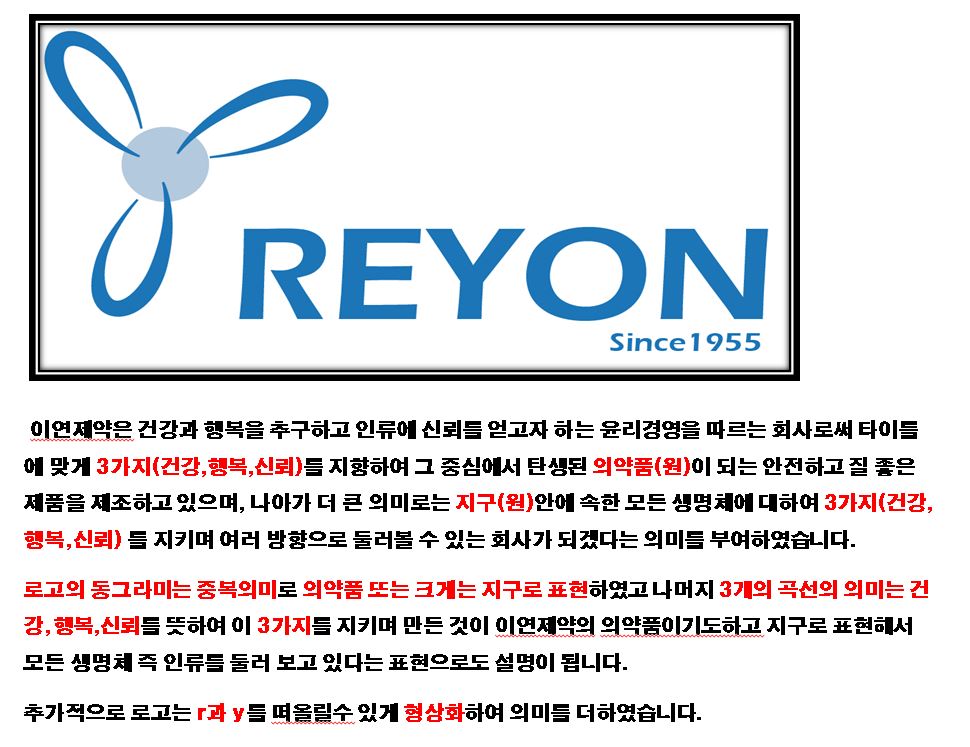 REYON
Since1955
이연제약은 건강과 행복을 추구하고 인류에 신뢰를 얻고자 하는 윤리경영을 따르는 회사로써 타이틀
에 맞게 3가지(건강,행복,신뢰)를 지향하여 그 중심에서 탄생된 의약품(원)이 되는 안전하고 질 좋은
제품을 제조하고 있으며, 나아가 더 큰 의미로는 지구(원)안에 속한 모든 생명체에 대하여 3가지(건강,
행복,신뢰) 를 지키며 여러 방향으로 둘러볼 수 있는 회사가 되겠다는 의미를 부여하였습니다.
로고의 동그라미는 중복의미로 의약품 또는 크게는 지구로 표현하였고 나머지 3개의 곡선의 의미는 건
강, 행복,신뢰를 뜻하여 이 3가지를 지키며 만든 것이 이연제약의 의약품이기도하고 지구로 표현해서
모든 생명체 즉 인류를 둘러 보고 있다는 표현으로도 설명이 됩니다.
추가적으로 로고는 r과 y를 떠올릴수 있게 형상화하여 의미를 더하였습니다.